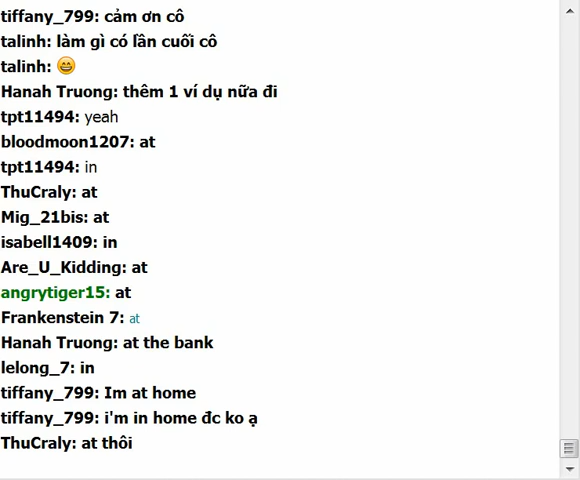 tiffany_799: cảm ơn cô
talinh: làm gì có lần cuối cô
talinh: 😄
Hanah Truong: thêm 1 ví dụ nữa đi
tpt11494: yeah
bloodmoon1207: at
tpt11494: in
ThuCraly: at
Mig_21bis: at
isabell1409: in
Are_U_Kidding: at
angrytiger15: at
Frankenstein 7: at
Hanah Truong: at the bank
lelong_7: in
tiffany_799: Im at home
tiffany_799: i'm in home đc ko ạ
ThuCraly: at thôi